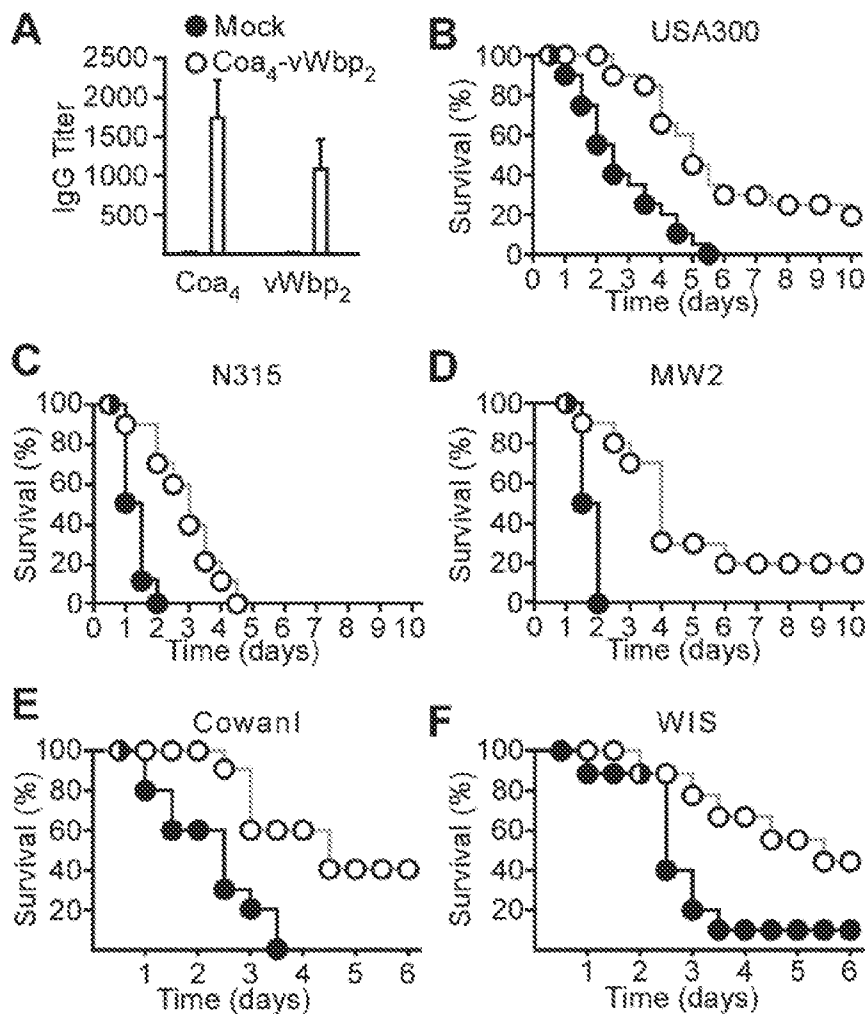 A
Mock
Coa4-vWbp2
2500
2000
1500
1000
500
IgG Titer
Coa4 vWbp2
B
USA300
100
80
60
40
20
0
Survival (%)
0 1 2 3 4 5 6 7 8 9 10
Time (days)
C
N315
100
80
60
40
20
0
Survival (%)
0 1 2 3 4 5 6 7 8 9 10
Time (days)
D
MW2
100
80
60
40
20
0
Survival (%)
0 1 2 3 4 5 6 7 8 9 10
Time (days)
E
CowanI
100
80
60
40
20
Survival (%)
1 2 3 4 5 6
Time (days)
F
WIS
100
80
60
40
20
Survival (%)
1 2 3 4 5 6
Time (days)